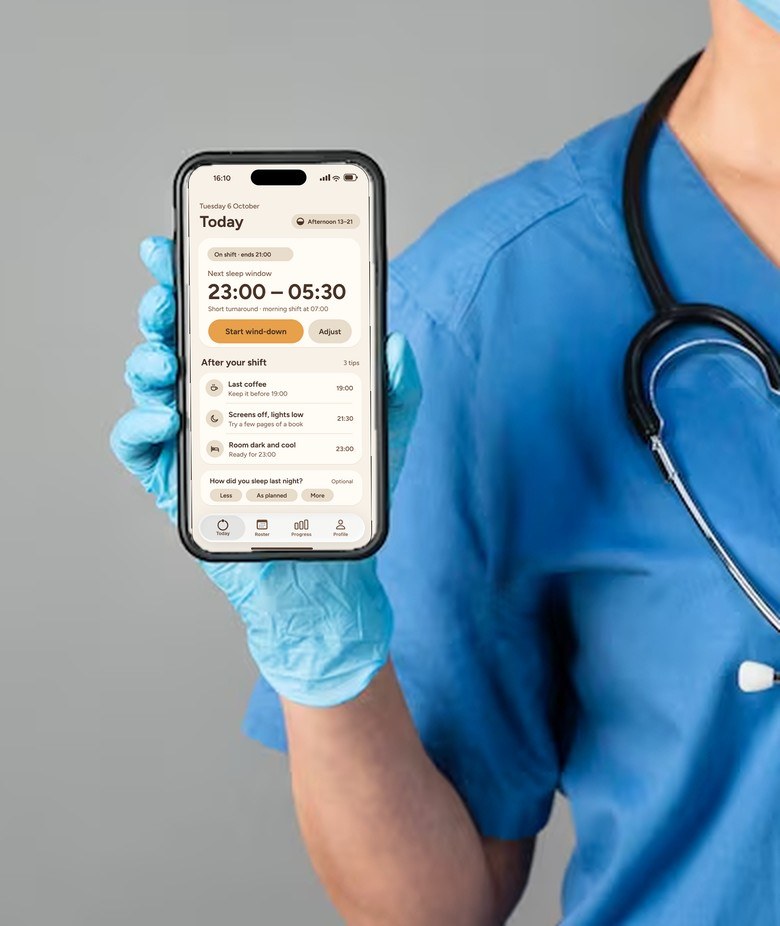 16:10
Tuesday 6 October
Today
Afternoon 13–21
On shift · ends 21:00
Next sleep window
23:00 – 05:30
Short turnaround · morning shift at 07:00
Start wind-down
Adjust
After your shift
3 tips
Last coffee
Keep it before 19:00
19:00
Screens off, lights low
Try a few pages of a book
21:30
Room dark and cool
Ready for 23:00
23:00
How did you sleep last night?
Optional
Less
As planned
More
Today
Roster
Progress
Profile